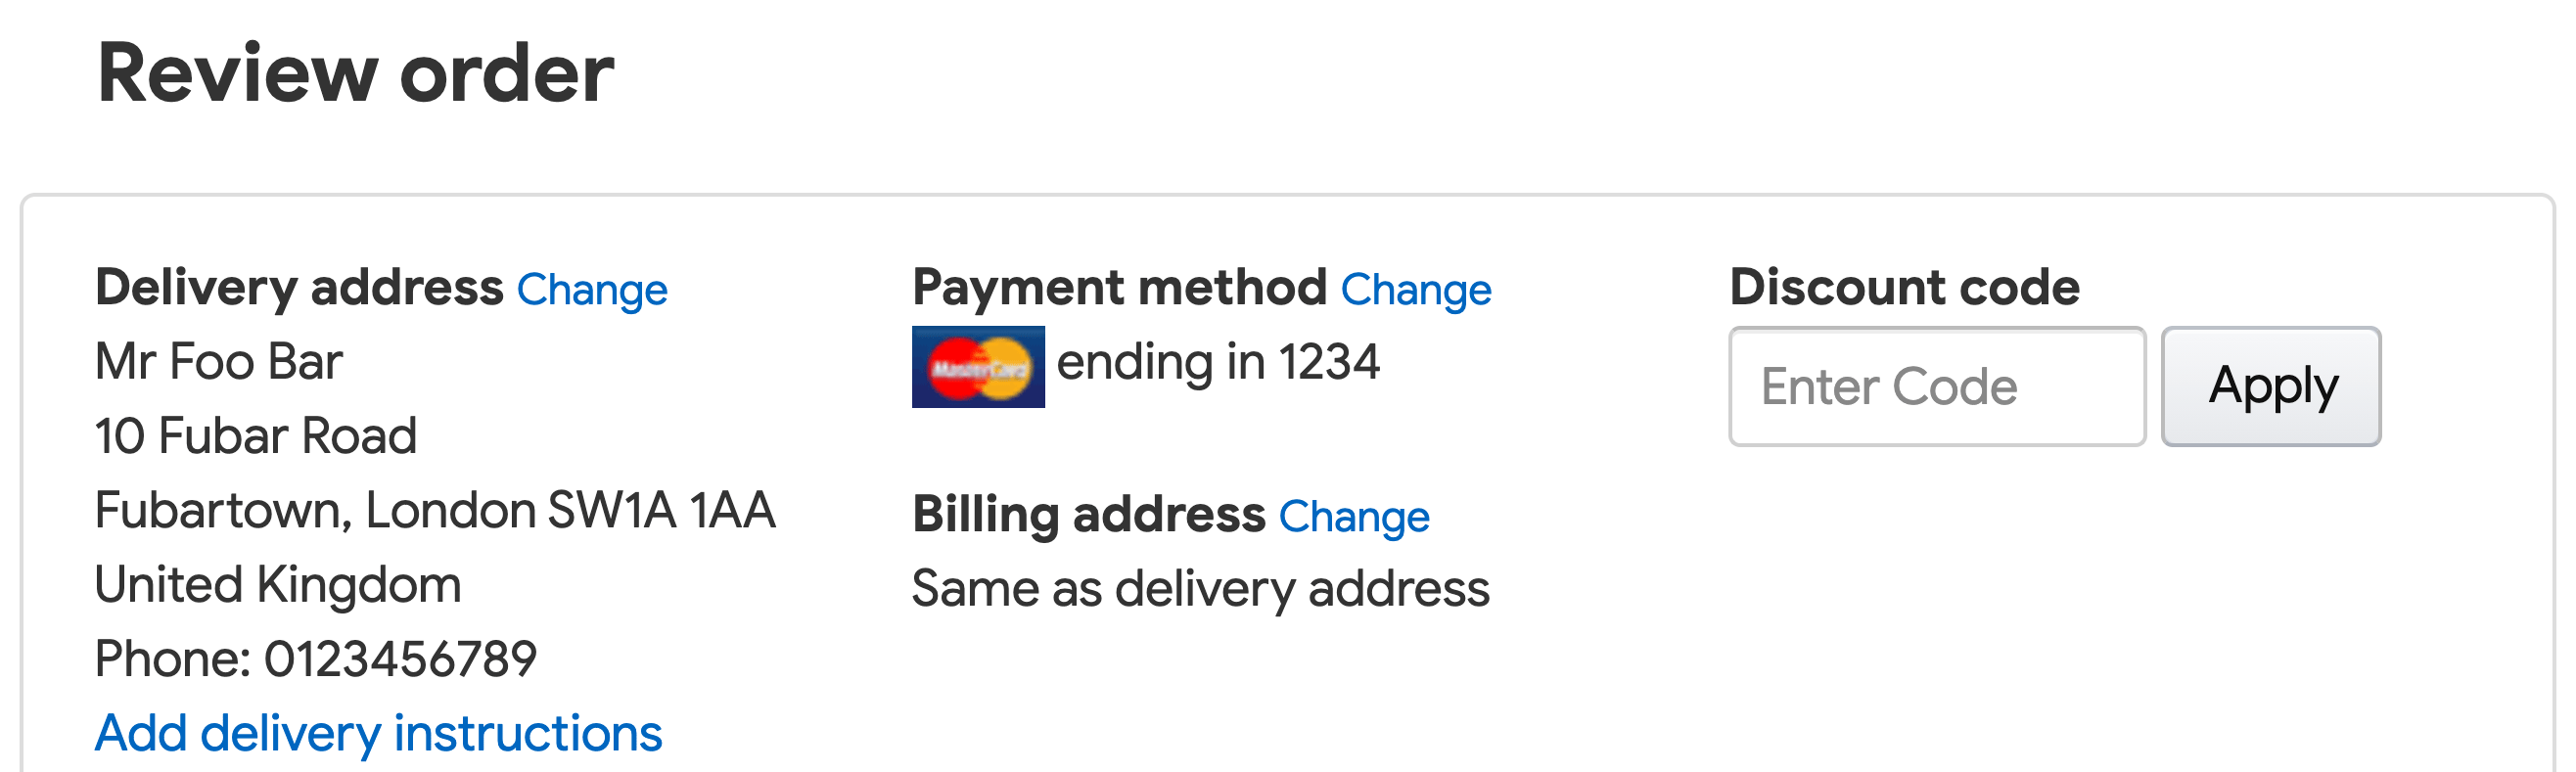 Review order
Delivery address Change
Mr Foo Bar
10 Fubar Road
Fubartown, London SW1A 1AA
United Kingdom
Phone: 0123456789
Add delivery instructions
Payment method Change
MasterCard ending in 1234
Billing address Change
Same as delivery address
Discount code
Enter Code
Apply